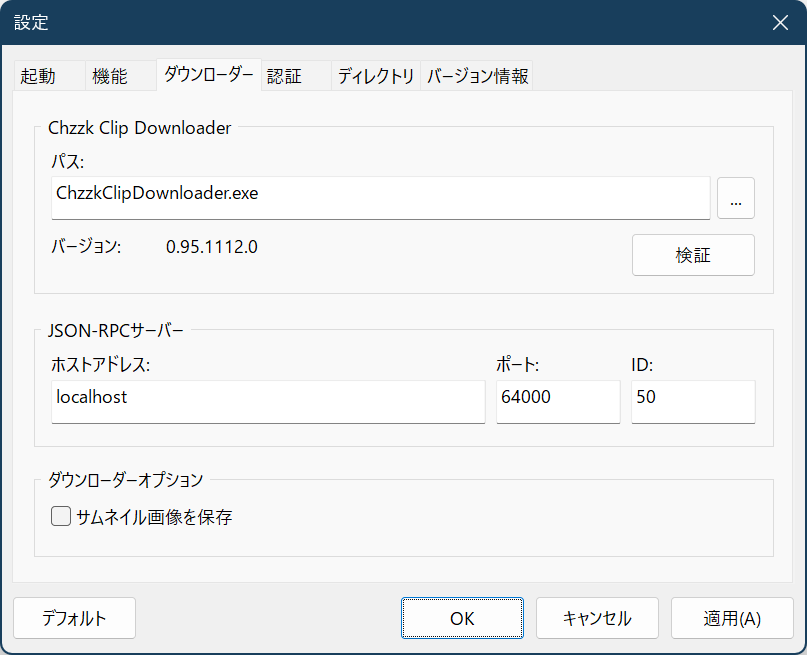 設定
起動 機能 ダウンローダー 認証 ディレクトリ バージョン情報
Chzzk Clip Downloader
パス:
ChzzkClipDownloader.exe ...
バージョン: 0.95.1112.0 検証
JSON-RPCサーバー
ホストアドレス: ポート: ID:
localhost 64000 50
ダウンローダーオプション
サムネイル画像を保存
デフォルト OK キャンセル 適用(A)